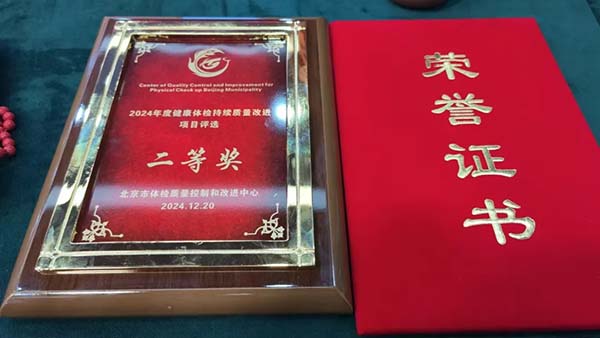 Center of Quality Control and Improvement for
Physical Check up Beijing Municipality
2024年度健康体检持续质量改进
项目评选
二等奖
北京市体检质量控制和改进中心
2024.12.20
荣誉证书